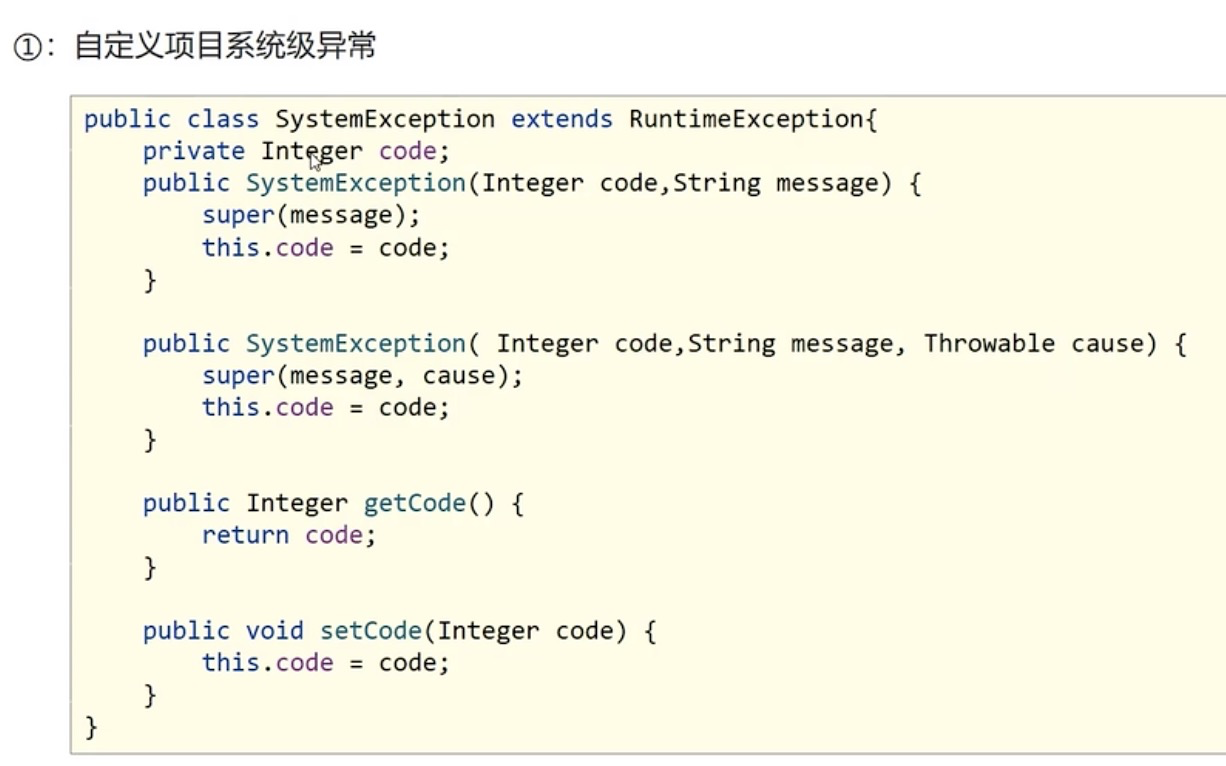 ①：自定义项目系统级异常
public class SystemException extends RuntimeException{
    private Integer code;
    public SystemException(Integer code,String message) {
        super(message);
        this.code = code;
    }
    public SystemException( Integer code,String message, Throwable cause) {
        super(message, cause);
        this.code = code;
    }
    public Integer getCode() {
        return code;
    }
    public void setCode(Integer code) {
        this.code = code;
    }
}